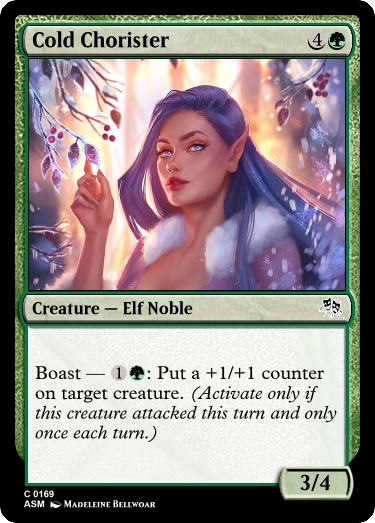 Cold Chorister 4
Creature — Elf Noble
Boast — 1: Put a +1/+1 counter
on target creature. (Activate only if
this creature attacked this turn and only
once each turn.)
3/4
C 0169
ASM Madeleine Bellwoar